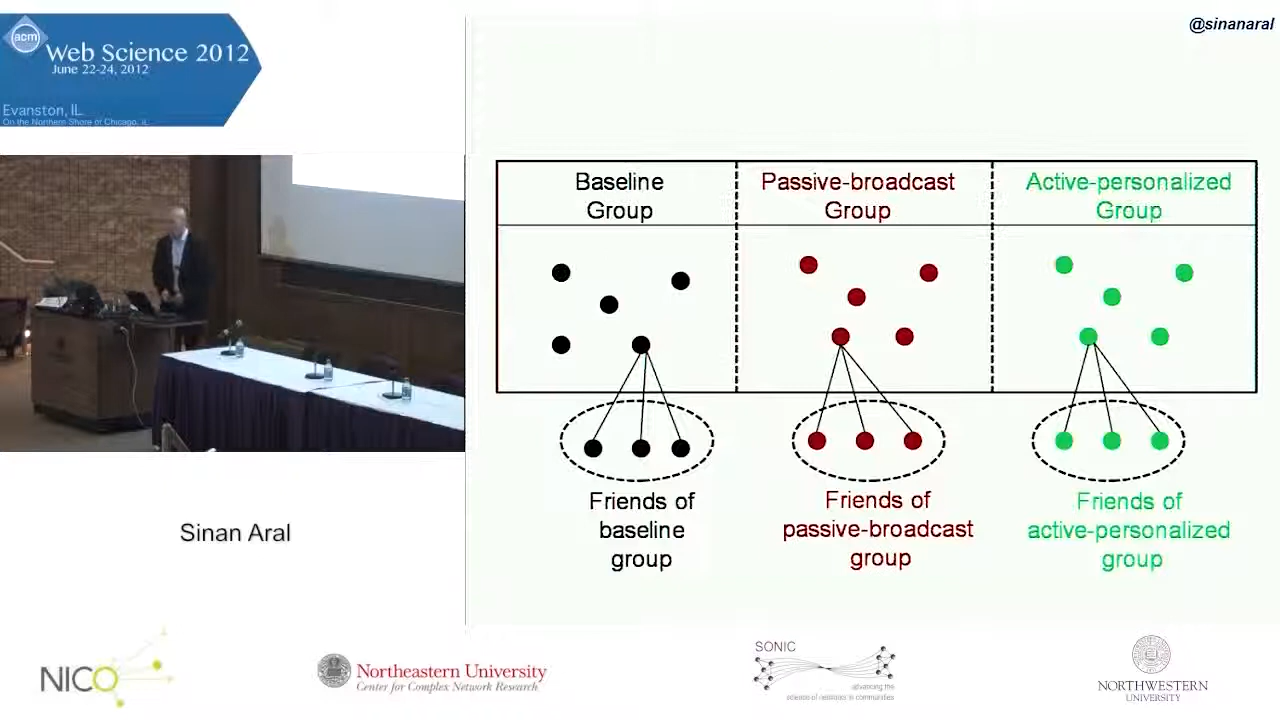 @sinanaral
acm
Web Science 2012
June 22-24, 2012
Evanston, IL
On the Northern Shore of Chicago, IL
Baseline
Group
Passive-broadcast
Group
Active-personalized
Group
Friends of
baseline
group
Friends of
passive-broadcast
group
Friends of
active-personalized
group
Sinan Aral
NICO
Northeastern University
Center for Complex Network Research
SONIC
advancing the
science of networks in communities
NORTHWESTERN
UNIVERSITY